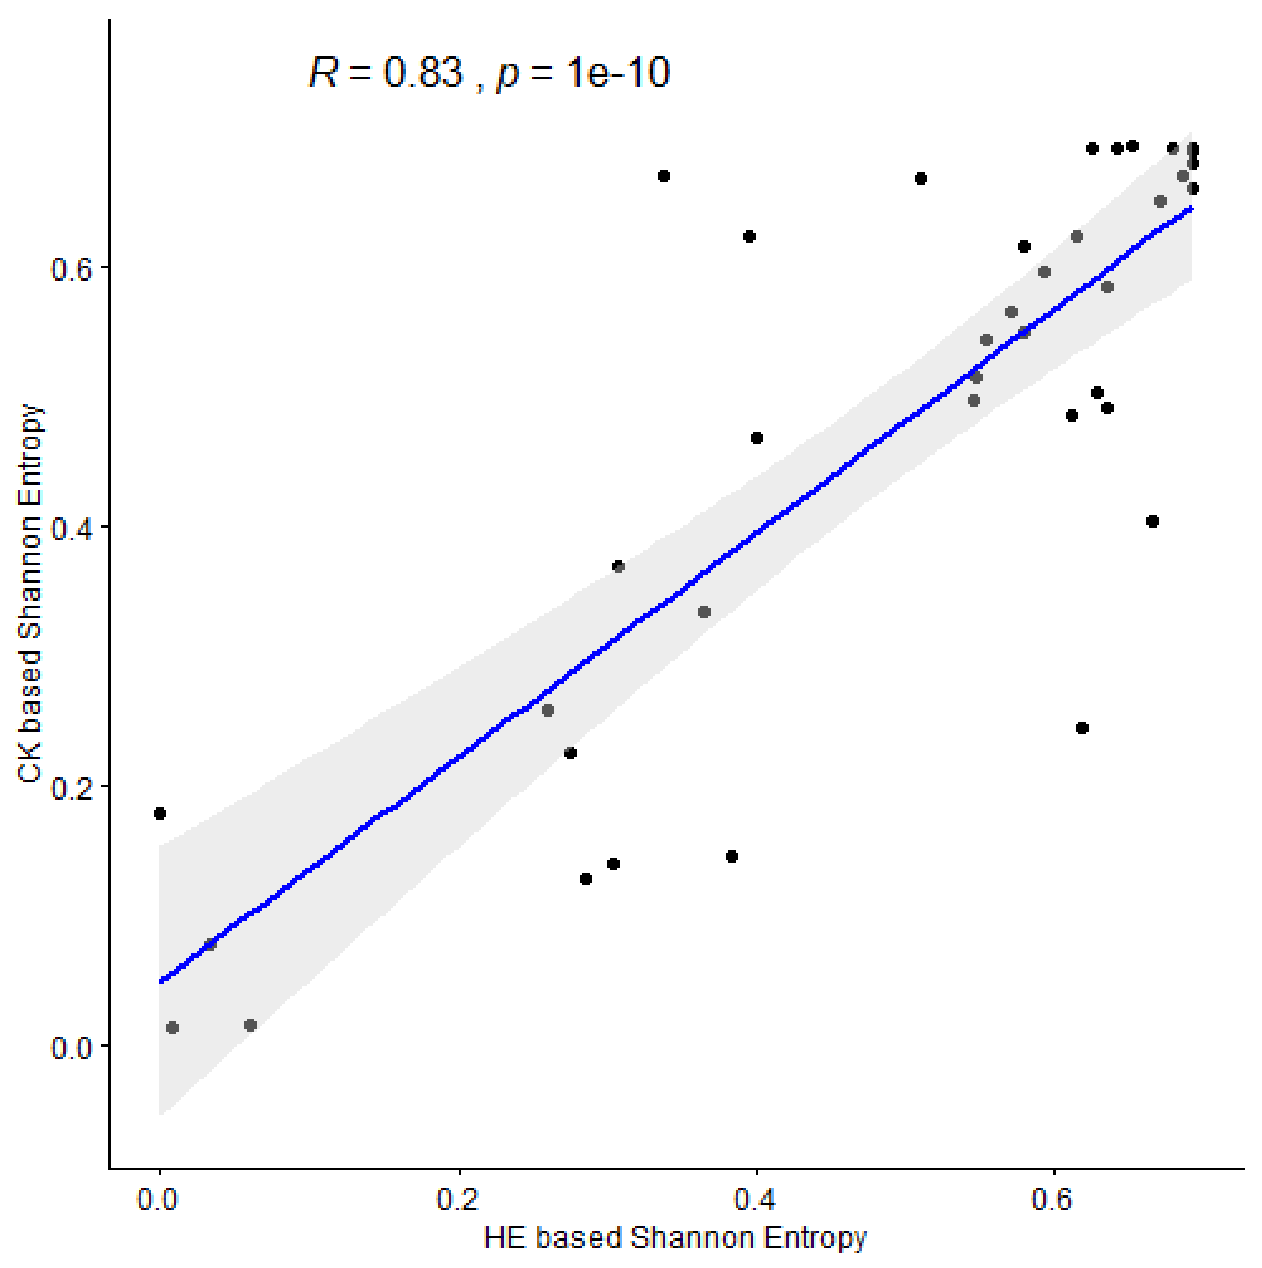 R = 0.83 , p = 1e-10
CK based Shannon Entropy
0.6
0.4
0.2
0.0
0.0 0.2 0.4 0.6
HE based Shannon Entropy